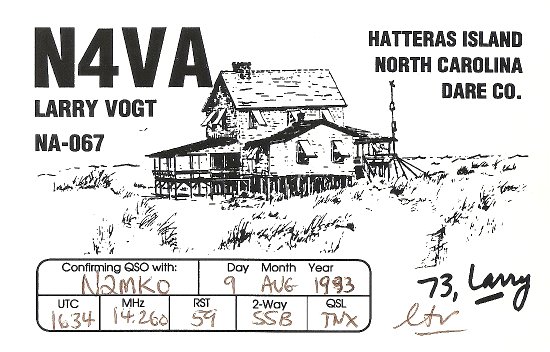 N4VA
LARRY VOGT
NA-067
HATTERAS ISLAND
NORTH CAROLINA
DARE CO.
Confirming QSO with: Day Month Year
N2MKO 9 AUG 1993
UTC MHz RST 2-Way QSL
1634 14.260 59 SSB TNX
73, Larry